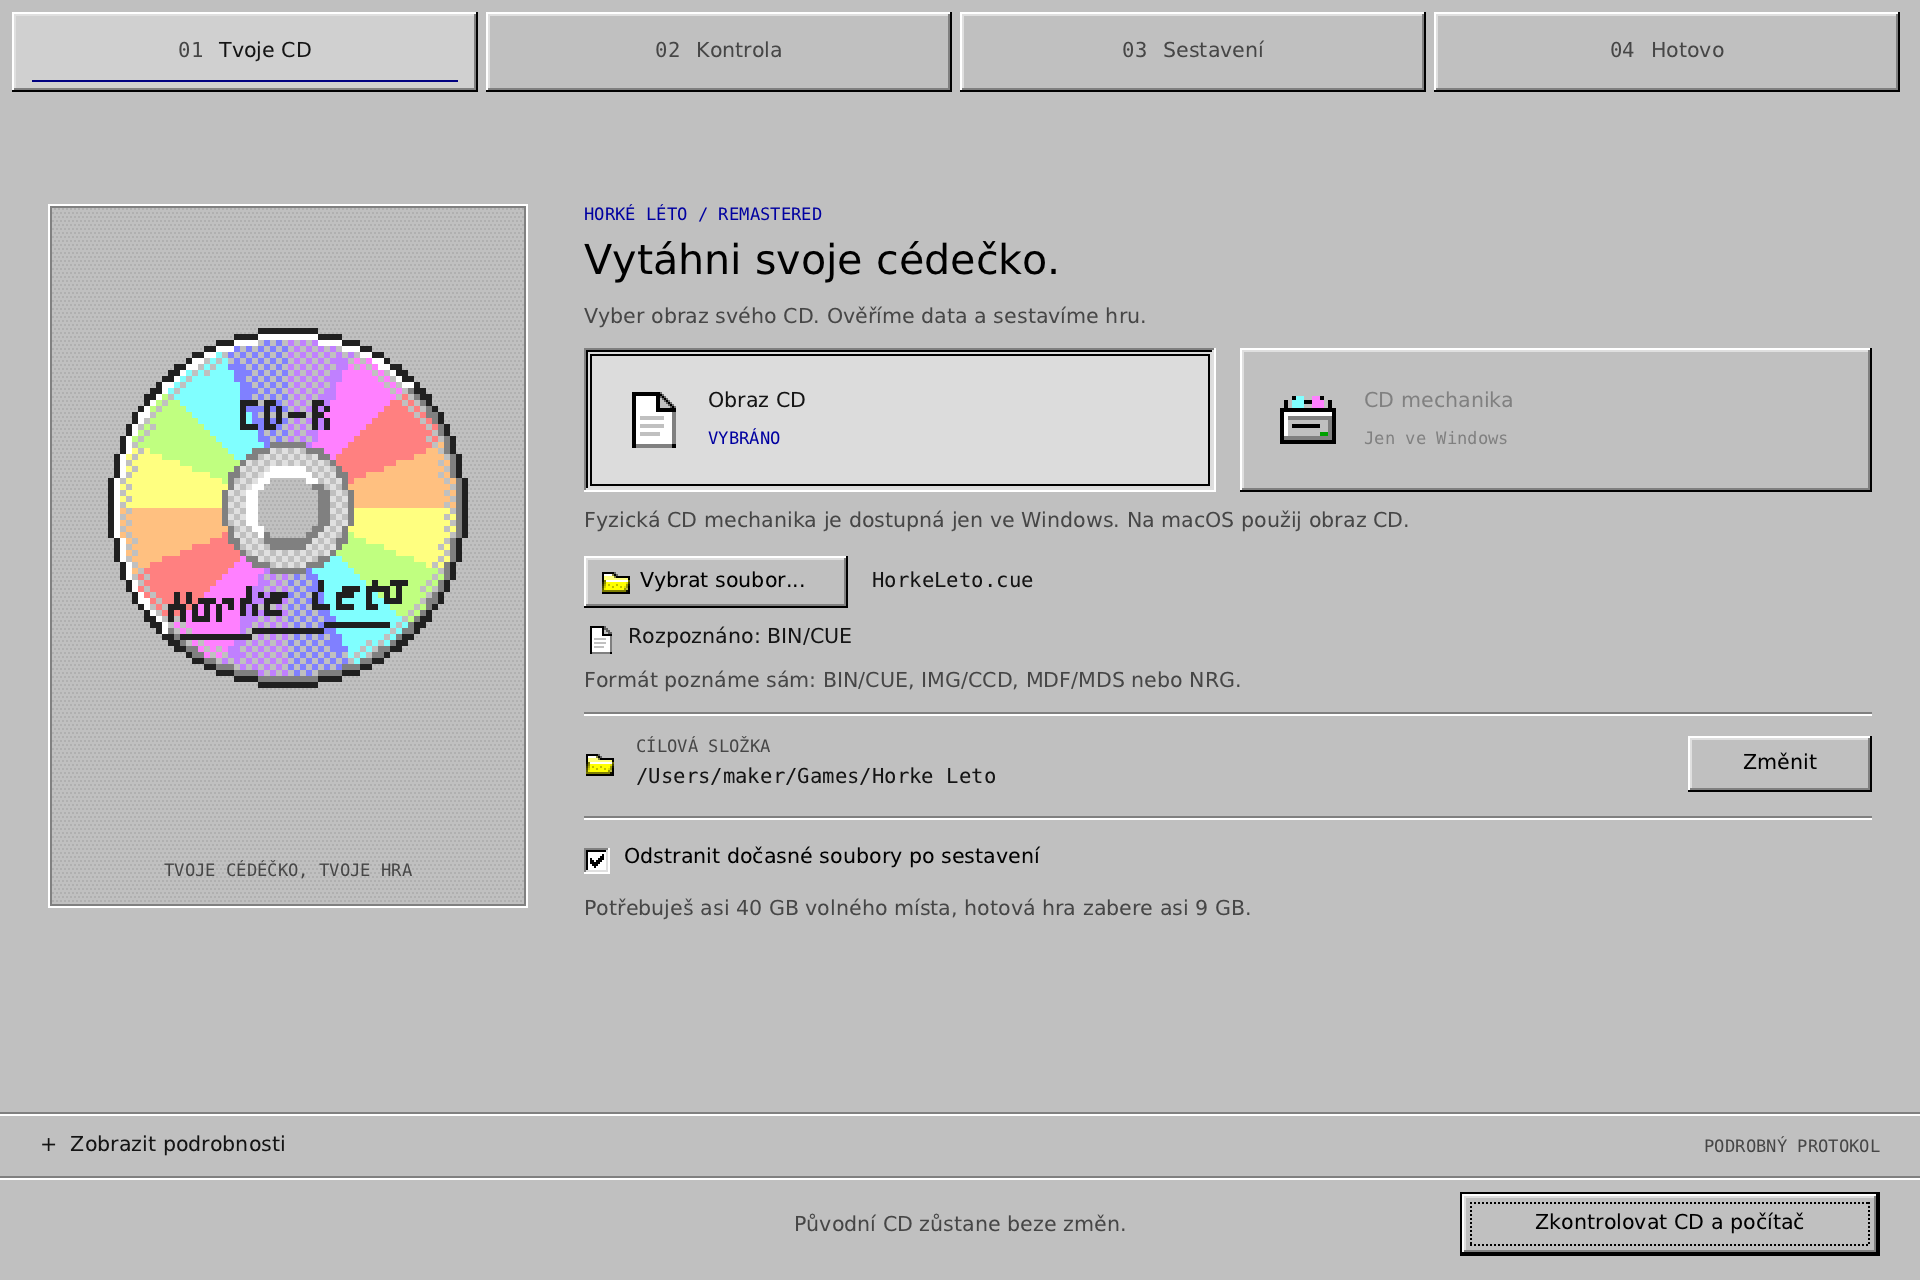 01 Tvoje CD
02 Kontrola
03 Sestavení
04 Hotovo
CD-R
Horke Leto
TVOJE CÉDÉČKO, TVOJE HRA
HORKÉ LÉTO / REMASTERED
Vytáhni svoje cédečko.
Vyber obraz svého CD. Ověříme data a sestavíme hru.
Obraz CD
VYBRÁNO
CD mechanika
Jen ve Windows
Fyzická CD mechanika je dostupná jen ve Windows. Na macOS použij obraz CD.
Vybrat soubor... HorkeLeto.cue
Rozpoznáno: BIN/CUE
Formát poznáme sám: BIN/CUE, IMG/CCD, MDF/MDS nebo NRG.
CÍLOVÁ SLOŽKA
/Users/maker/Games/Horke Leto
Změnit
Odstranit dočasné soubory po sestavení
Potřebuješ asi 40 GB volného místa, hotová hra zabere asi 9 GB.
+ Zobrazit podrobnosti
PODROBNÝ PROTOKOL
Původní CD zůstane beze změn.
Zkontrolovat CD a počítač